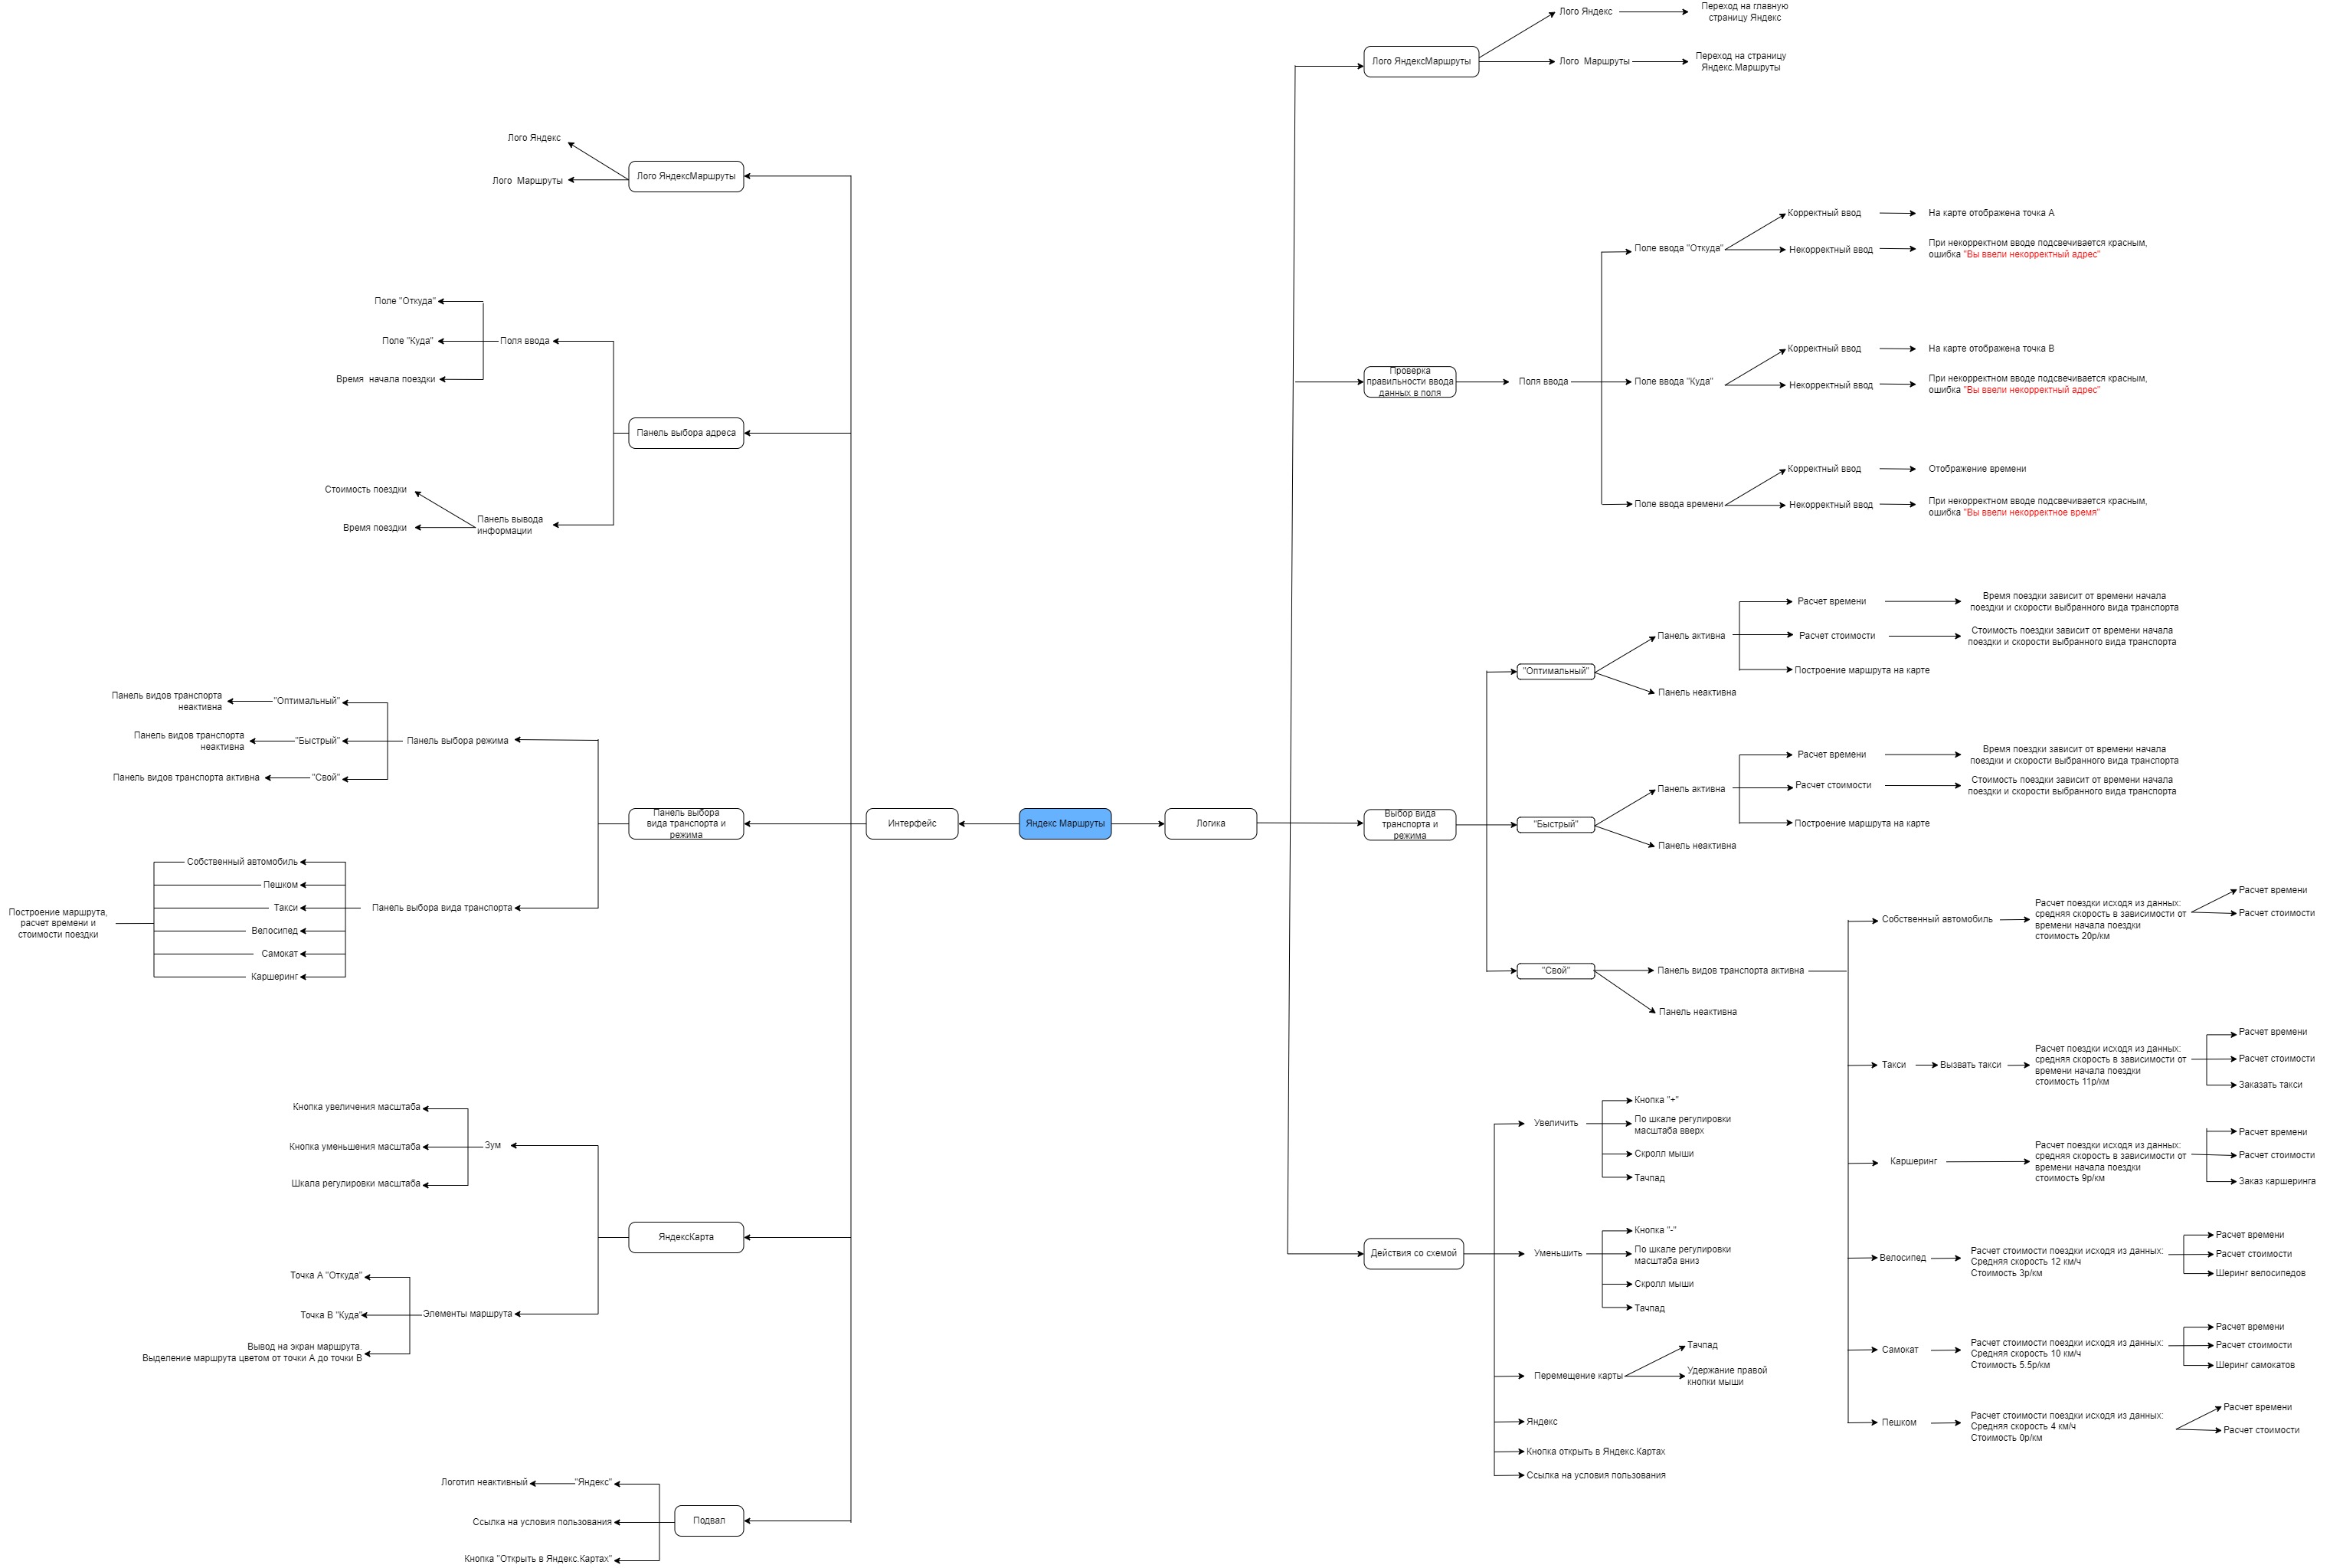 Яндекс Маршруты
Интерфейс
Лого ЯндексМаршруты
Лого Яндекс
Лого  Маршруты
Панель выбора адреса
Поля ввода
Поле "Откуда"
Поле "Куда"
Время  начала поездки
Панель вывода
информации
Стоимость поездки
Время поездки
Панель выбора
вида транспорта и
режима
Панель выбора режима
"Оптимальный"
Панель видов транспорта
неактивна
"Быстрый"
Панель видов транспорта
неактивна
"Свой"
Панель видов транспорта активна
Панель выбора вида транспорта
Собственный автомобиль
Пешком
Такси
Велосипед
Самокат
Каршеринг
Построение маршрута,
расчет времени и
стоимости поездки
ЯндексКарта
Зум
Кнопка увеличения масштаба
Кнопка уменьшения масштаба
Шкала регулировки масштаба
Элементы маршрута
Точка А "Откуда"
Точка В "Куда"
Вывод на экран маршрута.
Выделение маршрута цветом от точки А до точки В
Подвал
"Яндекс"
Логотип неактивный
Ссылка на условия пользования
Кнопка "Открыть в Яндекс.Картах"
Логика
Лого ЯндексМаршруты
Лого Яндекс
Переход на главную
страницу Яндекс
Лого  Маршруты
Переход на страницу
Яндекс.Маршруты
Проверка
правильности ввода
данных в поля
Поля ввода
Поле ввода "Откуда"
Корректный ввод
На карте отображена точка А
Некорректный ввод
При некорректном вводе подсвечивается красным,
ошибка "Вы ввели некорректный адрес"
Поле ввода "Куда"
Корректный ввод
На карте отображена точка В
Некорректный ввод
При некорректном вводе подсвечивается красным,
ошибка "Вы ввели некорректный адрес"
Поле ввода времени
Корректный ввод
Отображение времени
Некорректный ввод
При некорректном вводе подсвечивается красным,
ошибка "Вы ввели некорректное время"
Выбор вида
транспорта и
режима
"Оптимальный"
Панель активна
Расчет времени
Время поездки зависит от времени начала
поездки и скорости выбранного вида транспорта
Расчет стоимости
Стоимость поездки зависит от времени начала
поездки и скорости выбранного вида транспорта
Построение маршрута на карте
Панель неактивна
"Быстрый"
Панель активна
Расчет времени
Время поездки зависит от времени начала
поездки и скорости выбранного вида транспорта
Расчет стоимости
Стоимость поездки зависит от времени начала
поездки и скорости выбранного вида транспорта
Построение маршрута на карте
Панель неактивна
"Свой"
Панель видов транспорта активна
Панель неактивна
Собственный автомобиль
Расчет поездки исходя из данных:
средняя скорость в зависимости от
времени начала поездки
стоимость 20р/км
Расчет времени
Расчет стоимости
Такси
Вызвать такси
Расчет поездки исходя из данных:
средняя скорость в зависимости от
времени начала поездки
стоимость 11р/км
Расчет времени
Расчет стоимости
Заказать такси
Каршеринг
Расчет поездки исходя из данных:
средняя скорость в зависимости от
времени начала поездки
стоимость 9р/км
Расчет времени
Расчет стоимости
Заказ каршеринга
Велосипед
Расчет стоимости поездки исходя из данных:
Средняя скорость 12 км/ч
Стоимость 3р/км
Расчет времени
Расчет стоимости
Шеринг велосипедов
Самокат
Расчет стоимости поездки исходя из данных:
Средняя скорость 10 км/ч
Стоимость 5.5р/км
Расчет времени
Расчет стоимости
Шеринг самокатов
Пешком
Расчет стоимости поездки исходя из данных:
Средняя скорость 4 км/ч
Стоимость 0р/км
Расчет времени
Расчет стоимости
Действия со схемой
Увеличить
Кнопка "+"
По шкале регулировки
масштаба вверх
Скролл мыши
Тачпад
Уменьшить
Кнопка "-"
По шкале регулировки
масштаба вниз
Скролл мыши
Тачпад
Перемещение карты
Тачпад
Удержание правой
кнопки мыши
Яндекс
Кнопка открыть в Яндекс.Картах
Ссылка на условия пользования